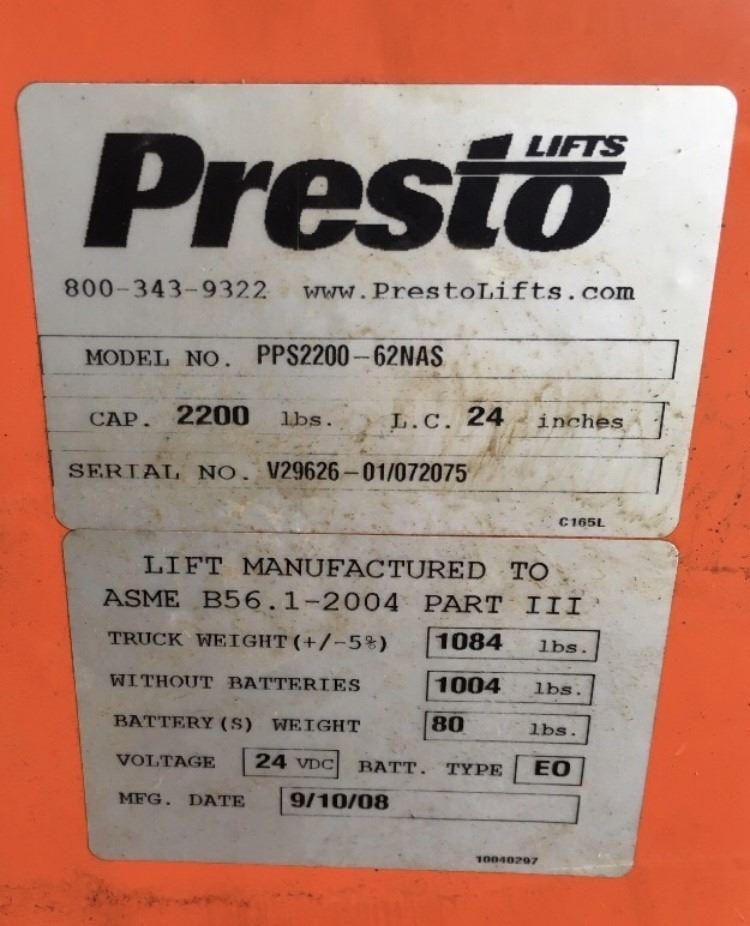 Presto LIFTS
800-343-9322 www.PrestoLifts.com
MODEL NO. PPS2200-62NAS
CAP. 2200 lbs. L.C. 24 inches
SERIAL NO. V29626-01/072075
C165L
LIFT MANUFACTURED TO
ASME B56.1-2004 PART III
TRUCK WEIGHT(+/-5%) 1084 lbs.
WITHOUT BATTERIES 1004 lbs.
BATTERY(S) WEIGHT 80 lbs.
VOLTAGE 24 VDC BATT. TYPE EO
MFG. DATE 9/10/08
10040297